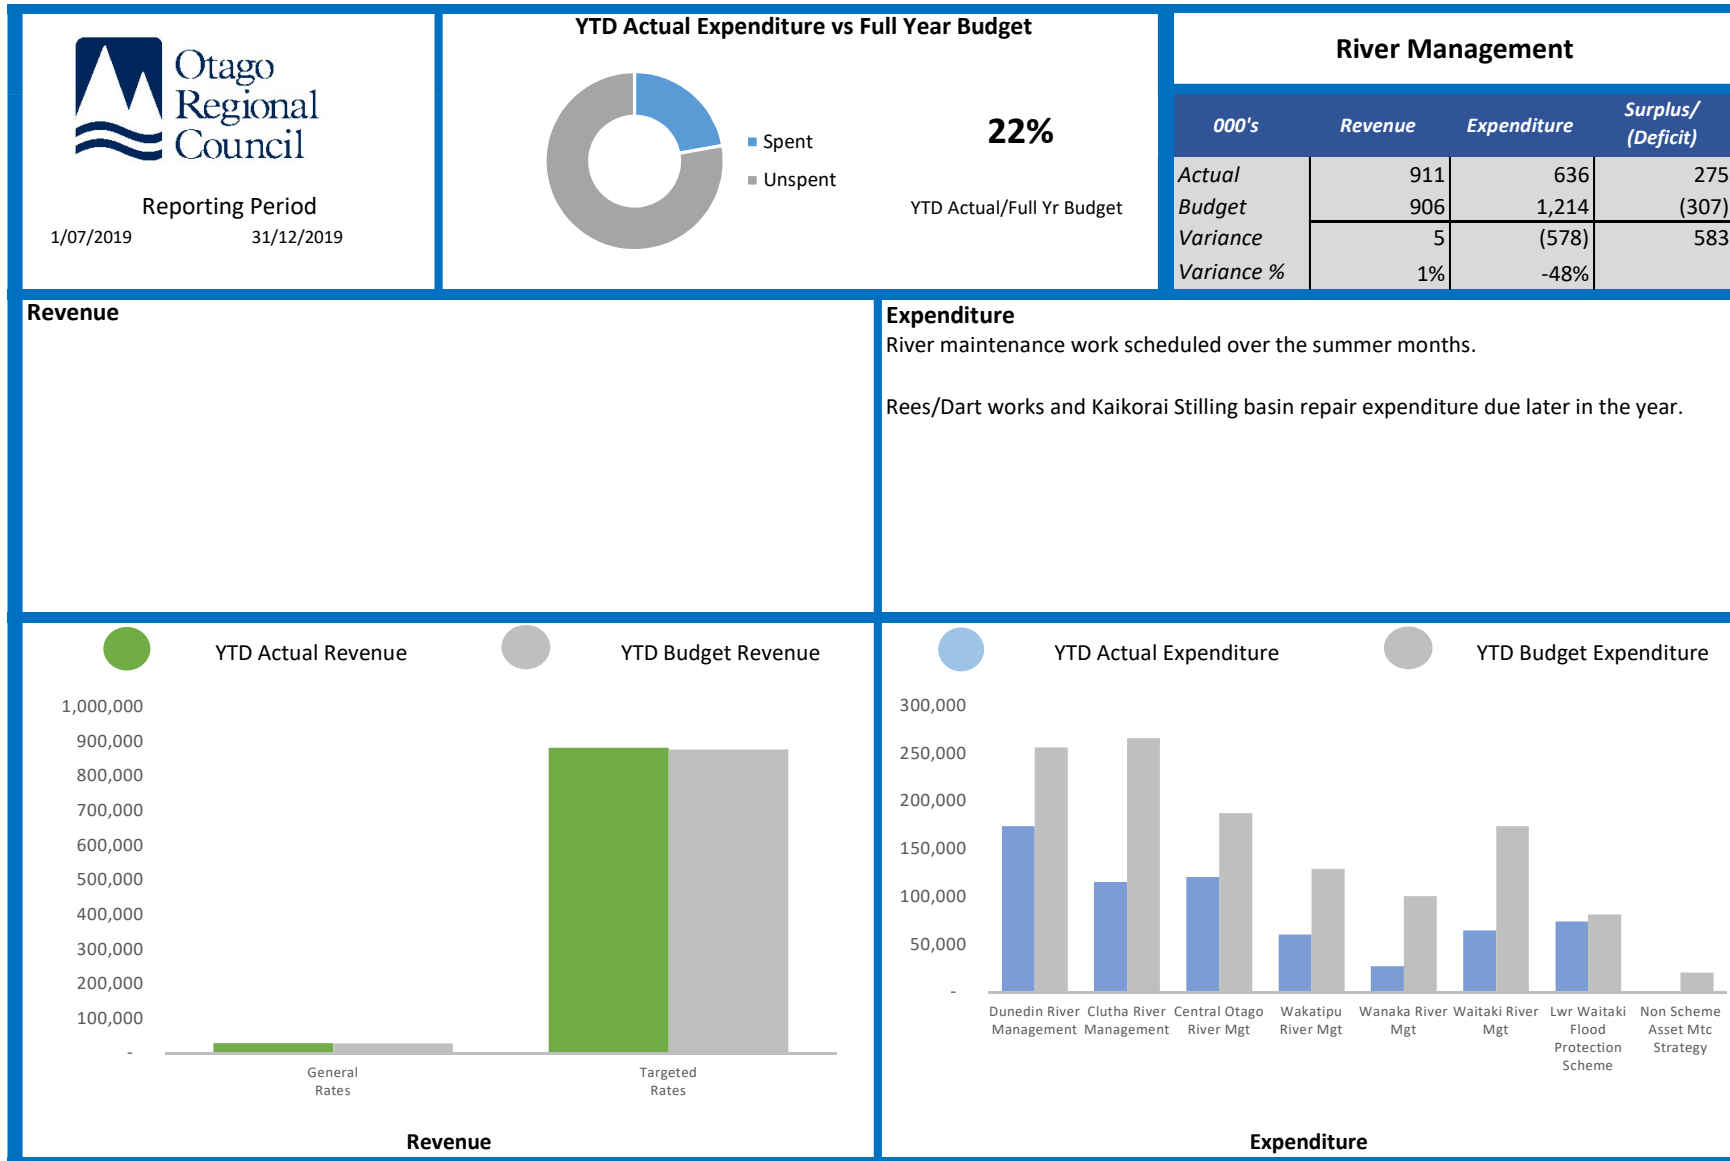 Otago
Regional
Council
Reporting Period
1/07/2019 31/12/2019
YTD Actual Expenditure vs Full Year Budget
Spent
Unspent
22%
YTD Actual/Full Yr Budget
River Management
000's Revenue Expenditure Surplus/ (Deficit)
Actual 911 636 275
Budget 906 1,214 (307)
Variance 5 (578) 583
Variance % 1% -48%
Revenue
Expenditure
River maintenance work scheduled over the summer months.
Rees/Dart works and Kaikorai Stilling basin repair expenditure due later in the year.
YTD Actual Revenue YTD Budget Revenue
1,000,000
900,000
800,000
700,000
600,000
500,000
400,000
300,000
200,000
100,000
-
General Rates
Targeted Rates
Revenue
YTD Actual Expenditure YTD Budget Expenditure
300,000
250,000
200,000
150,000
100,000
50,000
-
Dunedin River Management
Clutha River Management
Central Otago River Mgt
Wakatipu River Mgt
Wanaka River Mgt
Waitaki River Mgt
Lwr Waitaki Flood Protection Scheme
Non Scheme Asset Mtc Strategy
Expenditure